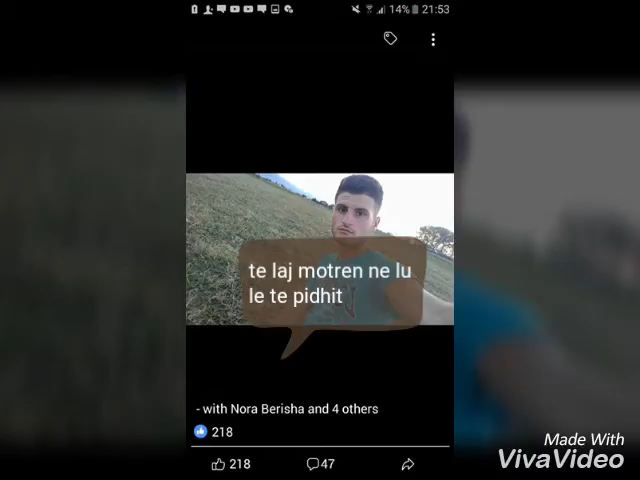 14% 21:53
te laj motren ne lu
le te pidhit
- with Nora Berisha and 4 others
218
218 47
Made With
VivaVideo